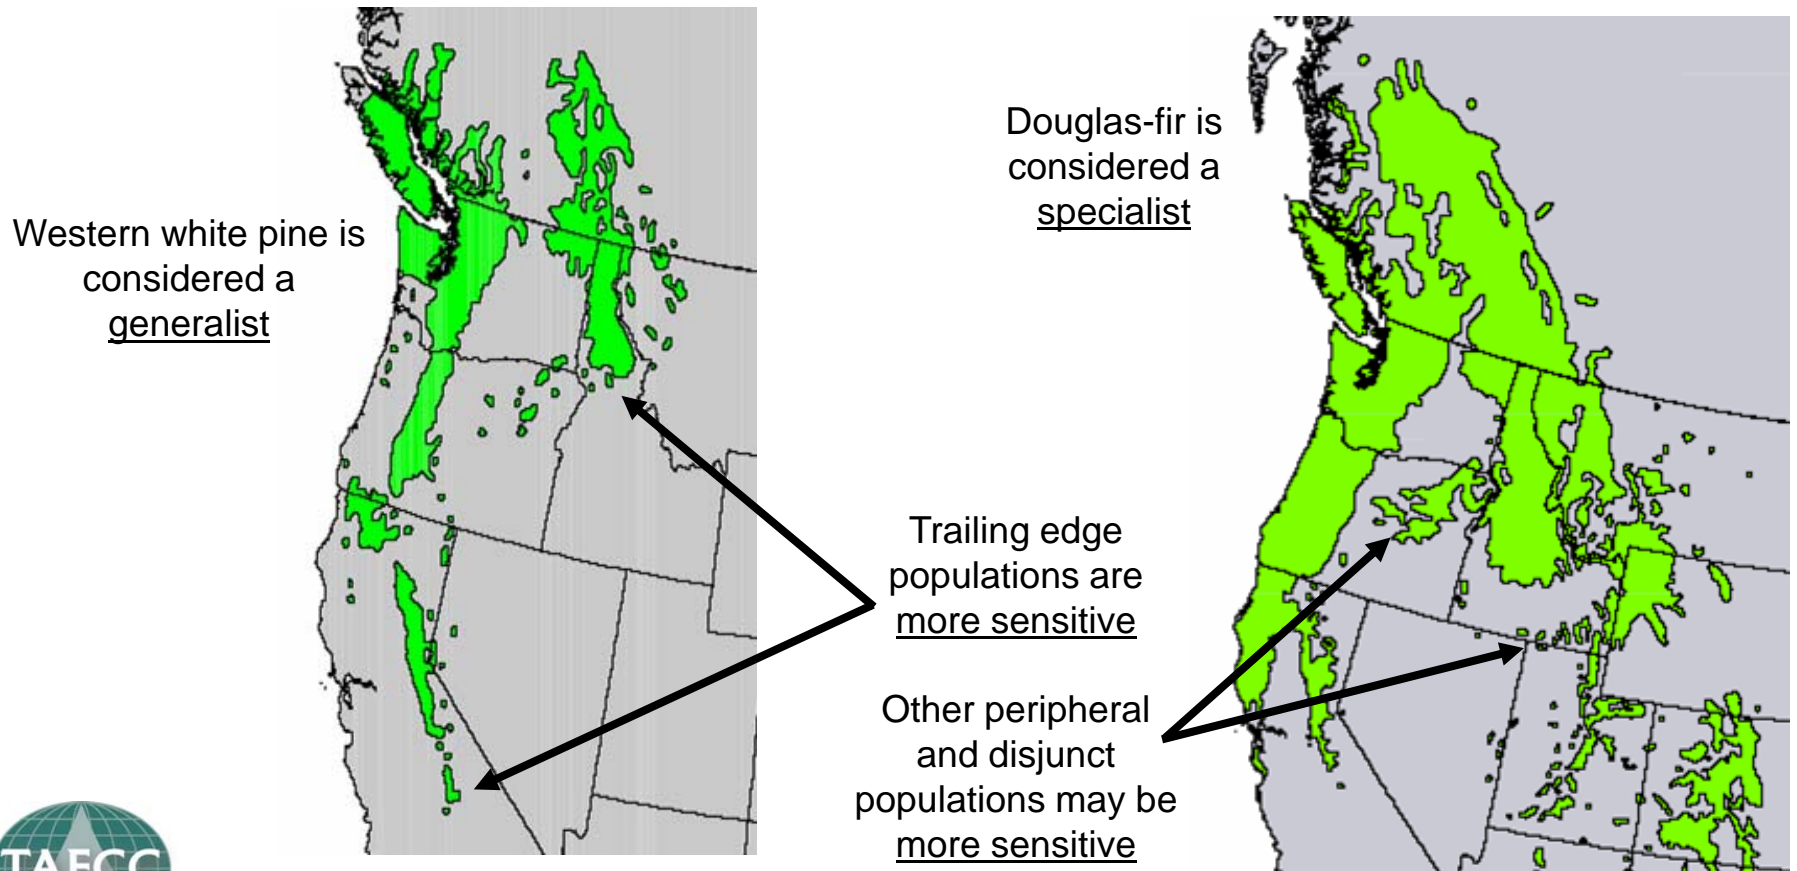 Western white pine is
considered a
generalist
Douglas-fir is
considered a
specialist
Trailing edge
populations are
more sensitive
Other peripheral
and disjunct
populations may be
more sensitive
TAFCC